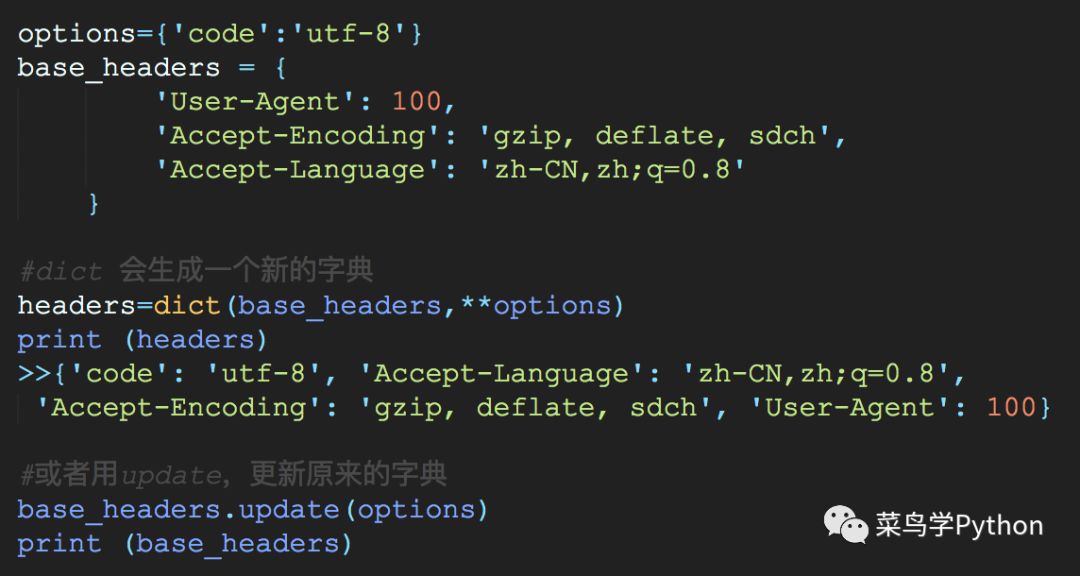 options={'code':'utf-8'}
base_headers = {
'User-Agent': 100,
'Accept-Encoding': 'gzip, deflate, sdch',
'Accept-Language': 'zh-CN,zh;q=0.8'
}
#dict 会生成一个新的字典
headers=dict(base_headers,**options)
print (headers)
>>{'code': 'utf-8', 'Accept-Language': 'zh-CN,zh;q=0.8',
'Accept-Encoding': 'gzip, deflate, sdch', 'User-Agent': 100}
#或者用update, 更新原来的字典
base_headers.update(options)
print (base_headers)
菜鸟学Python